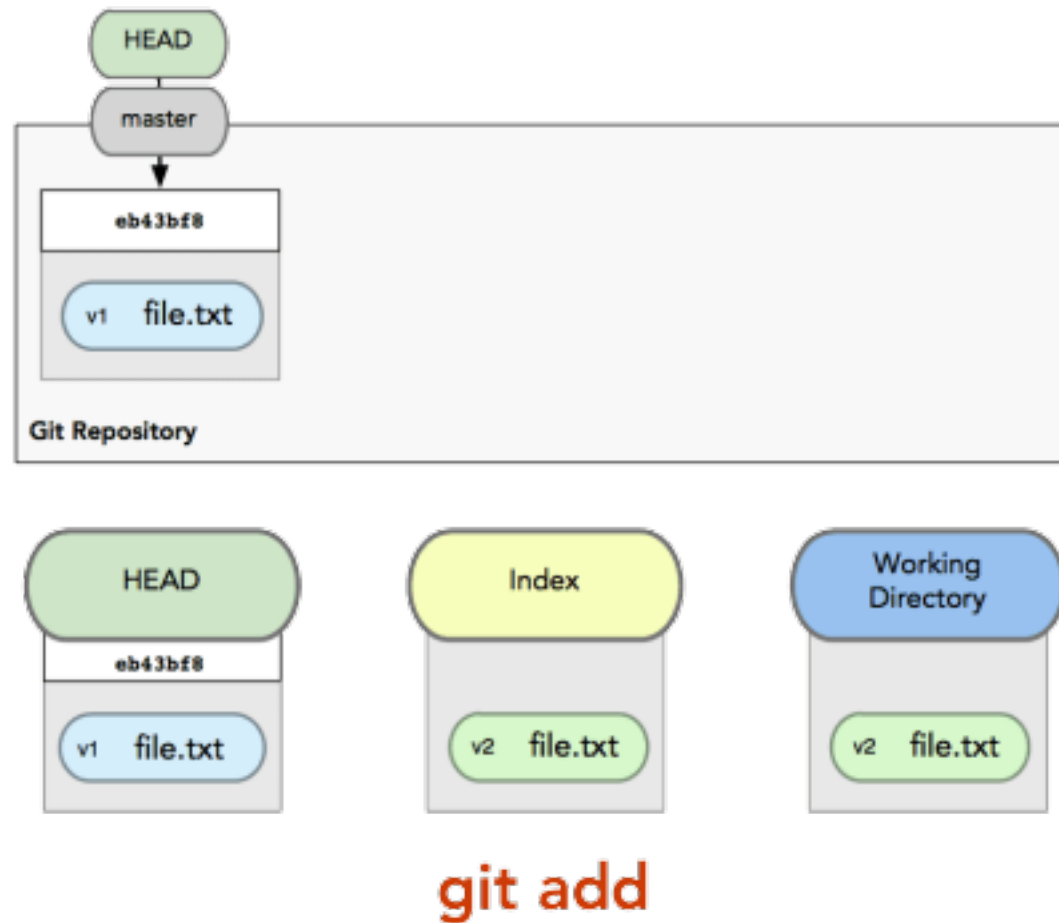 HEAD
master
eb43bf8
v1 file.txt
Git Repository
HEAD
Index
Working
Directory
eb43bf8
v1 file.txt
v2 file.txt
v2 file.txt
git add